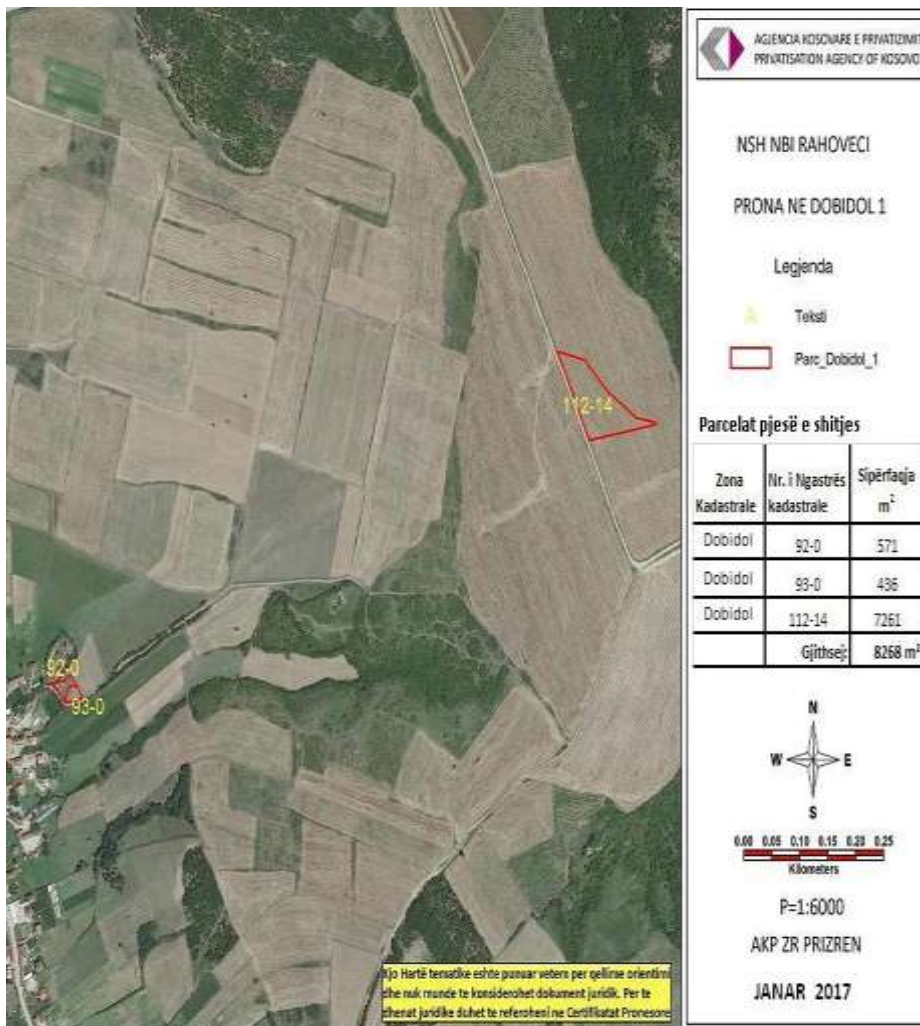 AGJENCIA KOSOVARE E PRIVATIZIMIT
PRIVATISATION AGENCY OF KOSOVO
NSH NBI RAHOVECI
PRONA NE DOBIDOL 1
Legjenda
A Teksti
Parc_Dobidol_1
Parcelat pjesë e shitjes
Zona Kadastrale Nr. i Ngastrës kadastrale Sipërfaqja m²
Dobidol 92-0 571
Dobidol 93-0 436
Dobidol 112-14 7261
Gjithsej: 8268 m²
N
W E
S
0.00 0.05 0.10 0.15 0.20 0.25
Kilometers
P=1:6000
AKP ZR PRIZREN
JANAR 2017
112-14
92-0
93-0
Kjo Hartë tematike eshte punuar vetem per qellime orientimi
dhe nuk munde te konsiderohet dokument juridik. Per te
dhenat juridike duhet te referoheni ne Certifikatat Pronesore